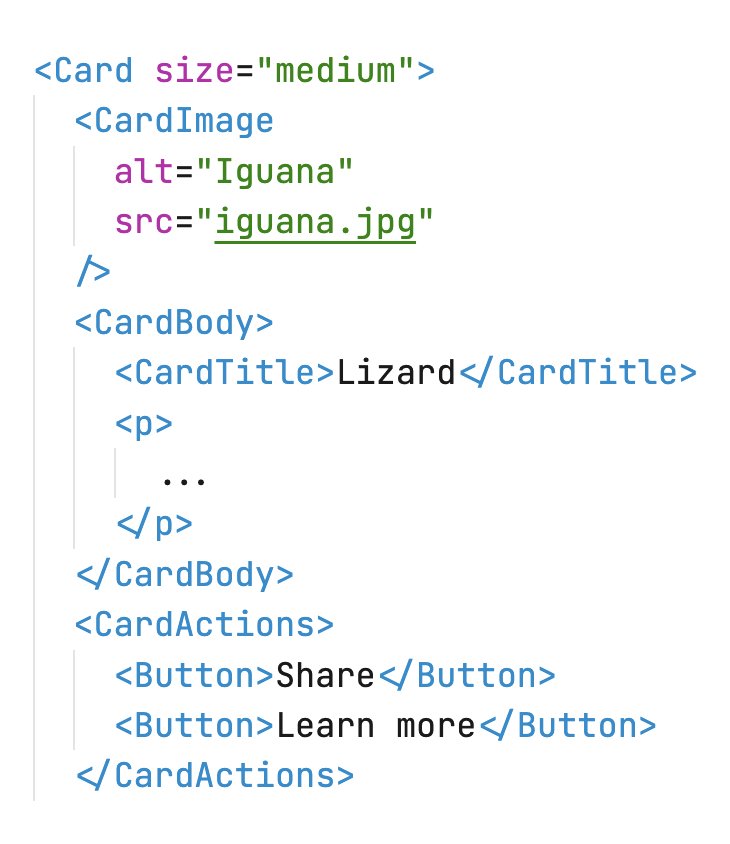 <Card size="medium">
<CardImage
alt="Iguana"
src="iguana.jpg"
/>
<CardBody>
<CardTitle>Lizard</CardTitle>
<p>
...
</p>
</CardBody>
<CardActions>
<Button>Share</Button>
<Button>Learn more</Button>
</CardActions>